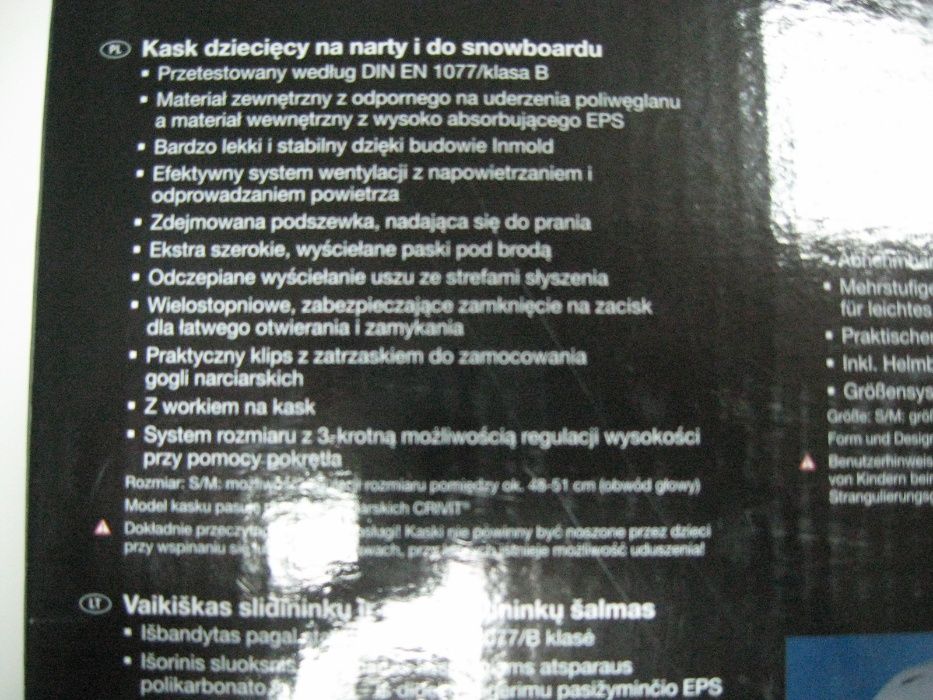 PL Kask dziecięcy na narty i do snowboardu
▪ Przetestowany według DIN EN 1077/klasa B
▪ Materiał zewnętrzny z odpornego na uderzenia poliwęglanu
a materiał wewnętrzny z wysoko absorbującego EPS
▪ Bardzo lekki i stabilny dzięki budowie Inmold
▪ Efektywny system wentylacji z napowietrzaniem i
odprowadzaniem powietrza
▪ Zdejmowana podszewka, nadająca się do prania
▪ Ekstra szerokie, wyściełane paski pod brodą
▪ Odczepiane wyściełanie uszu ze strefami słyszenia
▪ Wielostopniowe, zabezpieczające zamknięcie na zacisk
dla łatwego otwierania i zamykania
▪ Praktyczny klips z zatrzaskiem do zamocowania
gogli narciarskich
▪ Z workiem na kask
▪ System rozmiaru z 3-krotną możliwością regulacji wysokości
przy pomocy pokrętła
Rozmiar: S/M: rozmiaru pomiędzy ok. 48-51 cm (obwód głowy)
Model kasku CRIVIT®
Dokładnie Kaski nie powinny być noszone przez dzieci
przy wspinaniu istnieje możliwość uduszenia!
LT Vaikiškas slidininkų šalmas
▪ Išbandytas pagal 1077/B klasė
▪ Išorinis atsparaus
polikarbonato pasižyminčio EPS
▪ Mehrstufige
für leichtes
▪ Praktischer
▪ Inkl. Helmb
▪ Größensys
Größe: S/M:
Form und Design
Benutzerhinweise
von Kindern beim